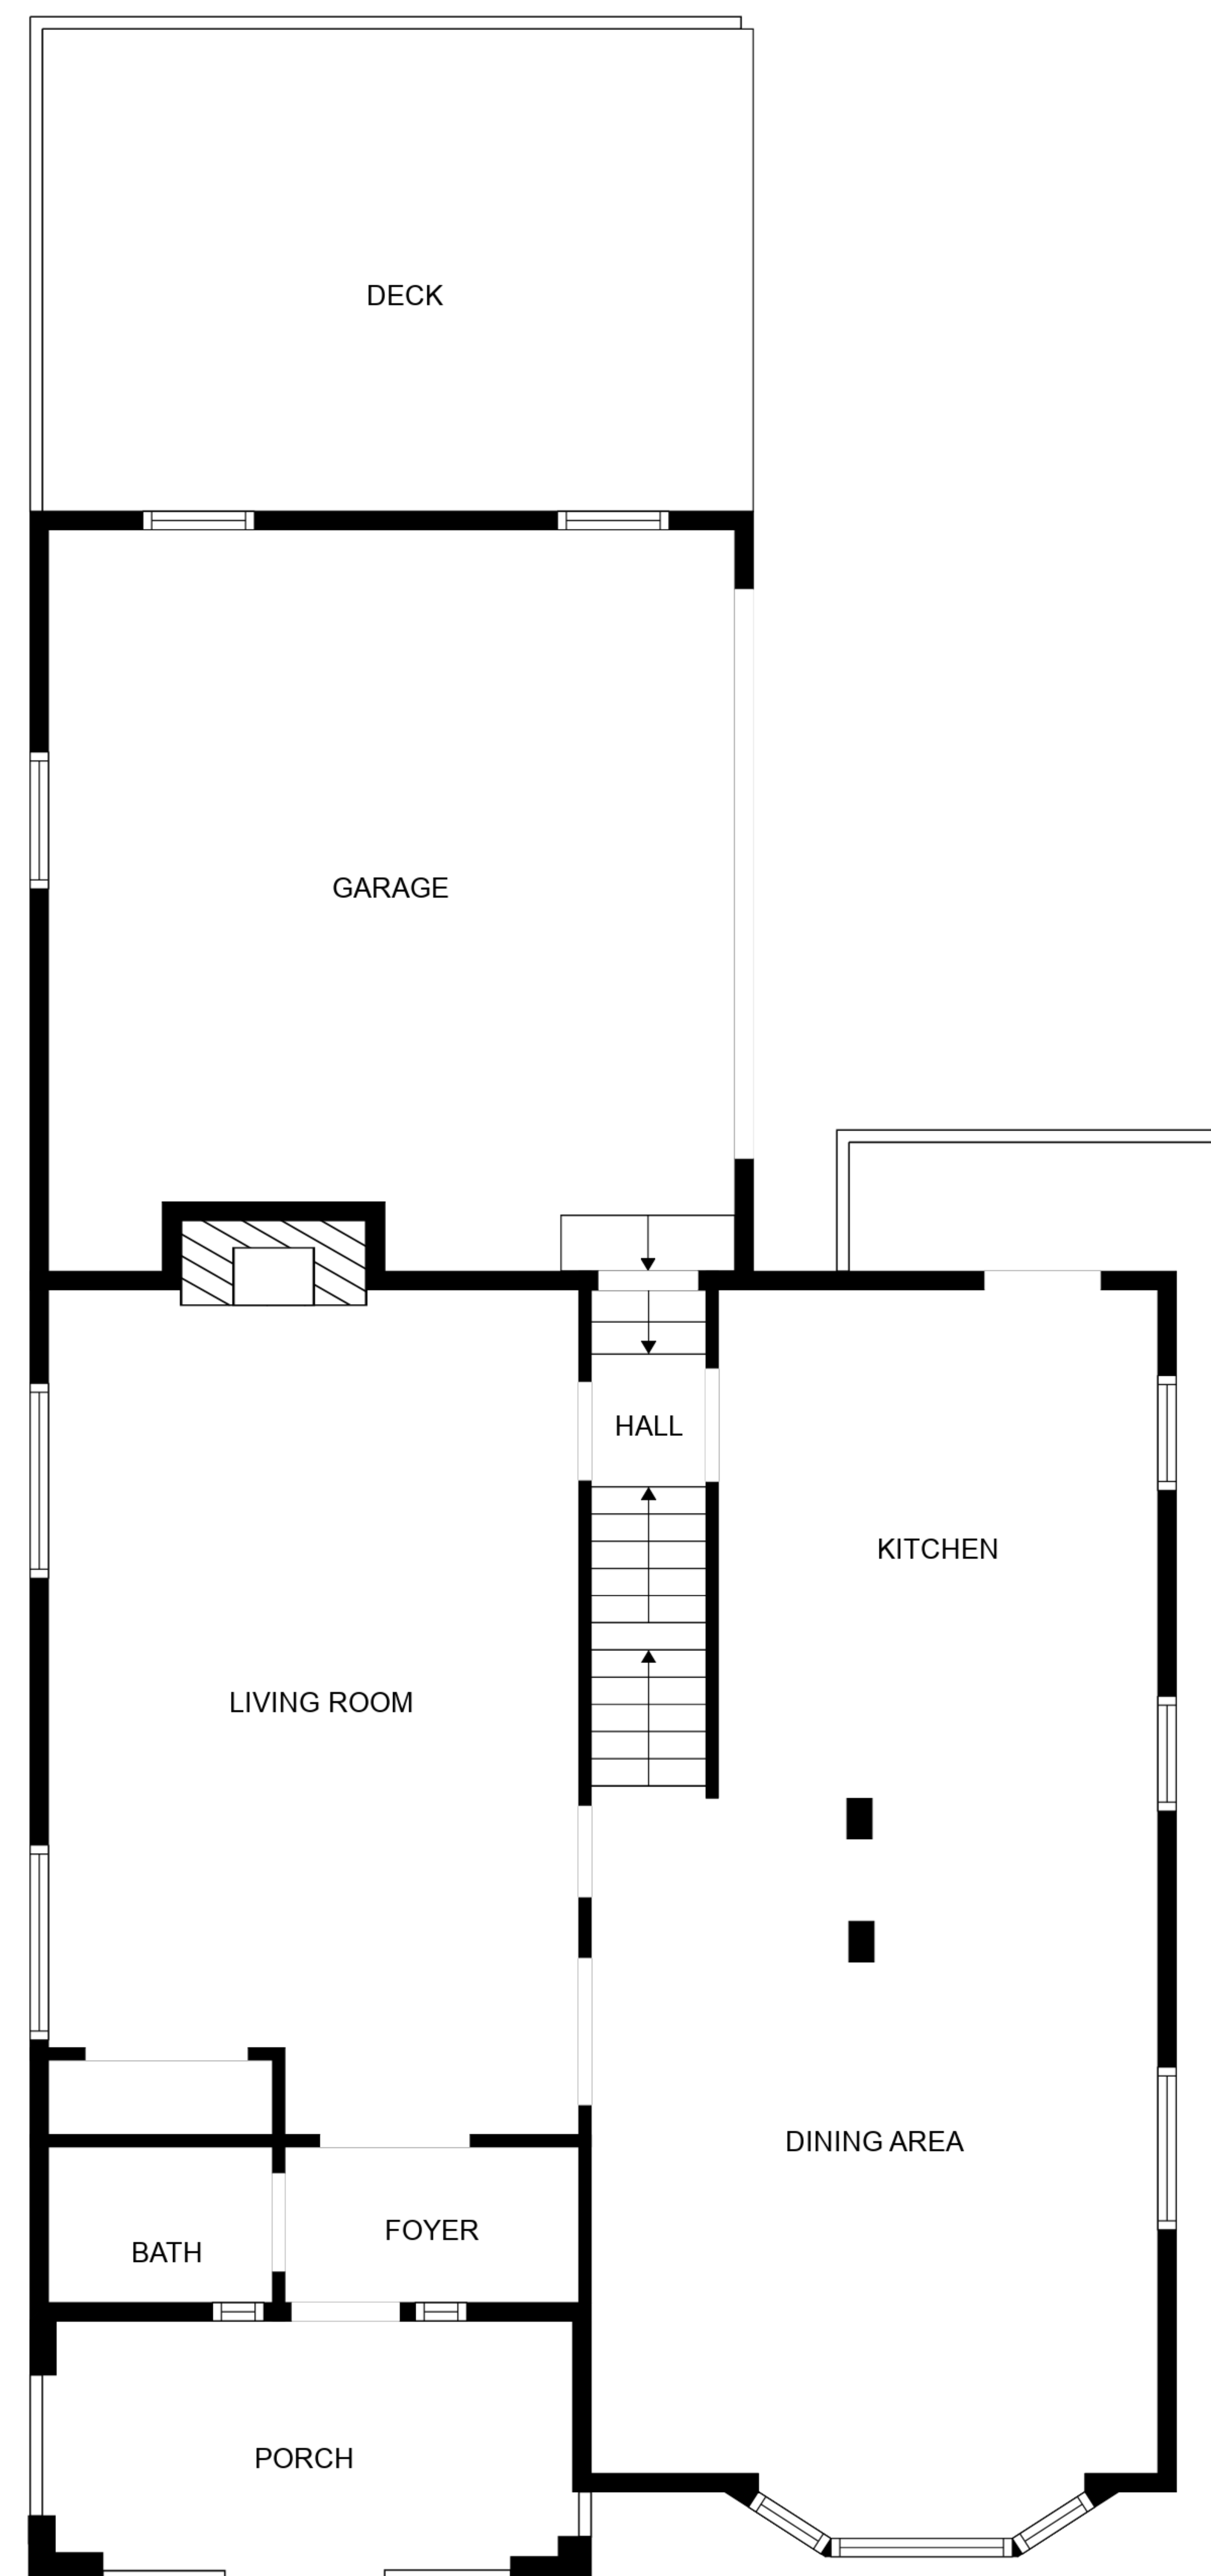 DECK
GARAGE
HALL
KITCHEN
LIVING ROOM
DINING AREA
FOYER
BATH
PORCH